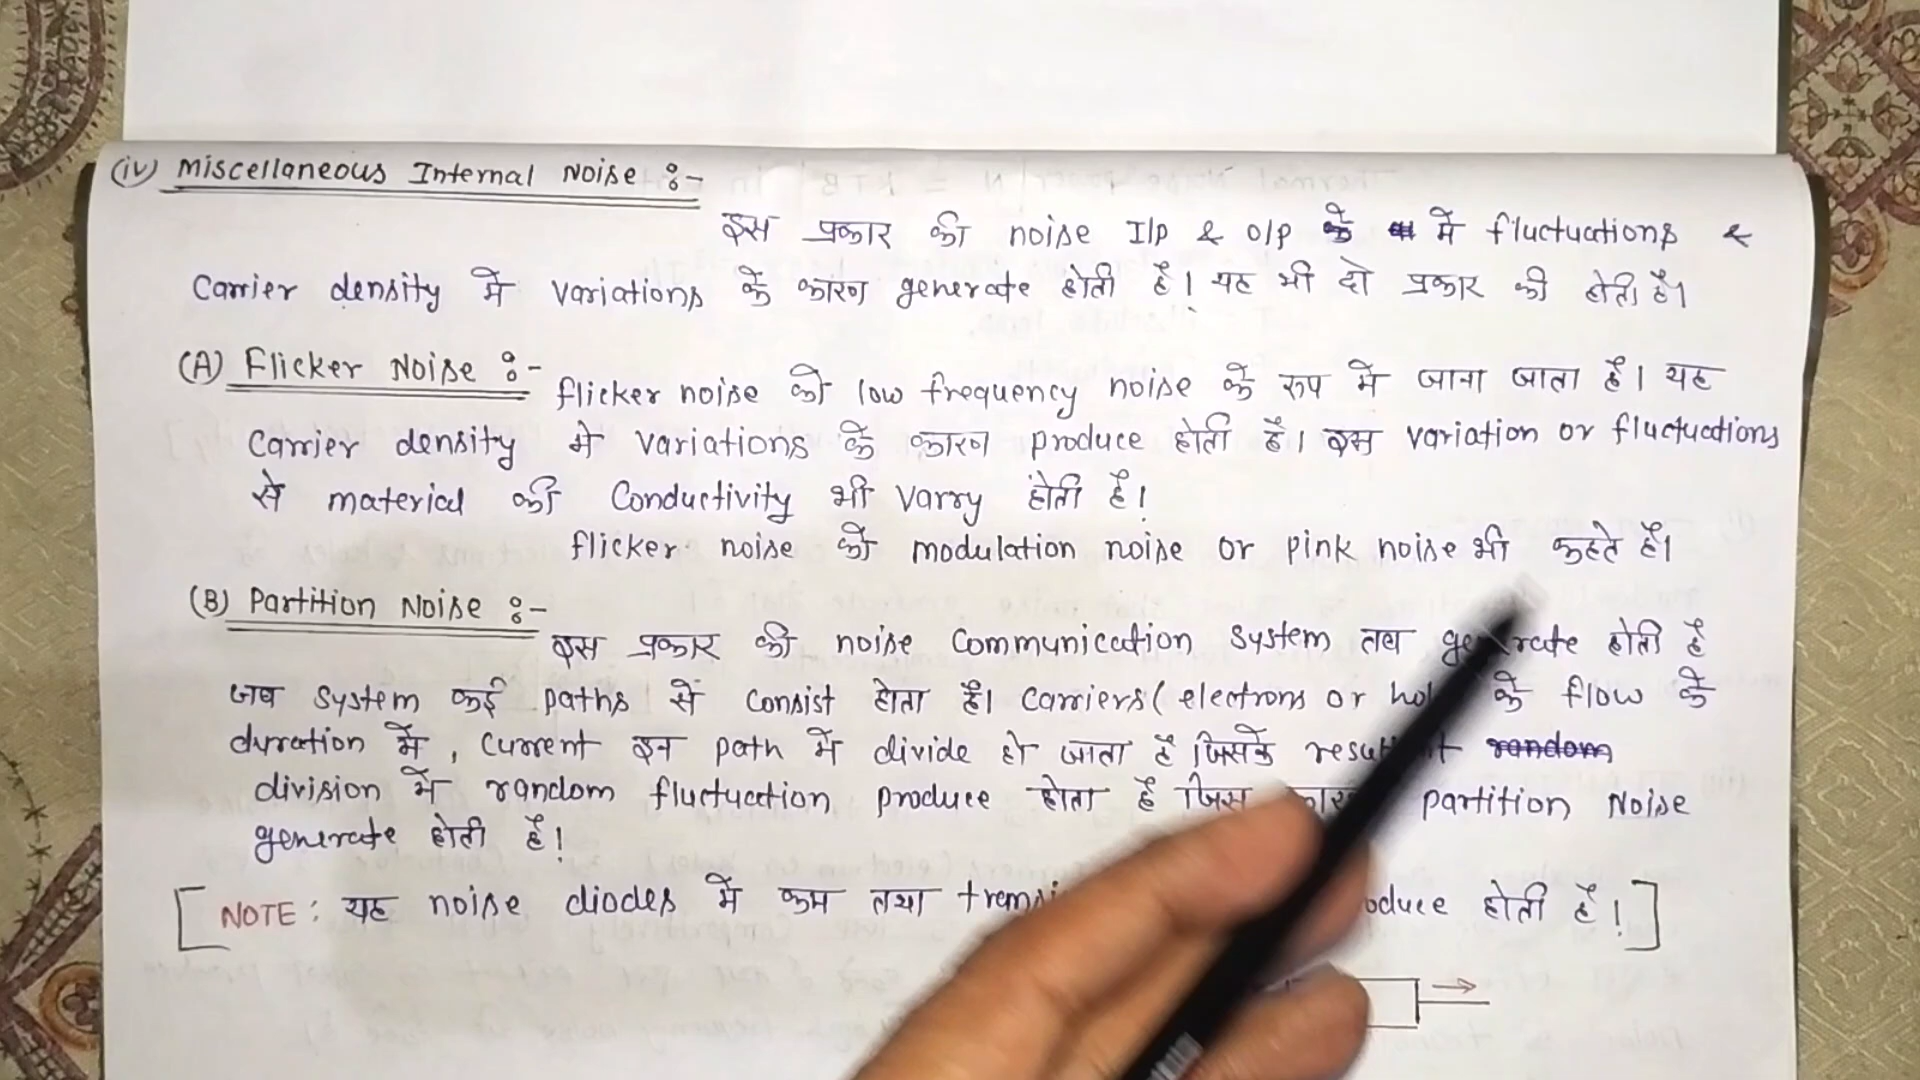 (iv) Miscellaneous Internal Noise :-
इस प्रकार की noise I/p & o/p के में fluctuations &
Carrier density में variations के कारण generate होती है। यह भी दो प्रकार की होती है।
(A) Flicker Noise :-
flicker noise को low frequency noise के रूप में जाना जाता है। यह
Carrier density में variations के कारण produce होती है। इस variation or fluctuations
से material की Conductivity भी varry होती है।
flicker noise को modulation noise or pink noise भी कहते है।
(B) Partition Noise :-
इस प्रकार की noise Communication System तब generate होती है
जब system कई paths से consist होता है। carriers (electrons or के flow के
duration में, current इन path में divide हो जाता है जिसके random
division में random fluctuation produce होता है जिस partition Noise
generate होती है।
[NOTE: यह noise diodes में कम तथा होती है।]